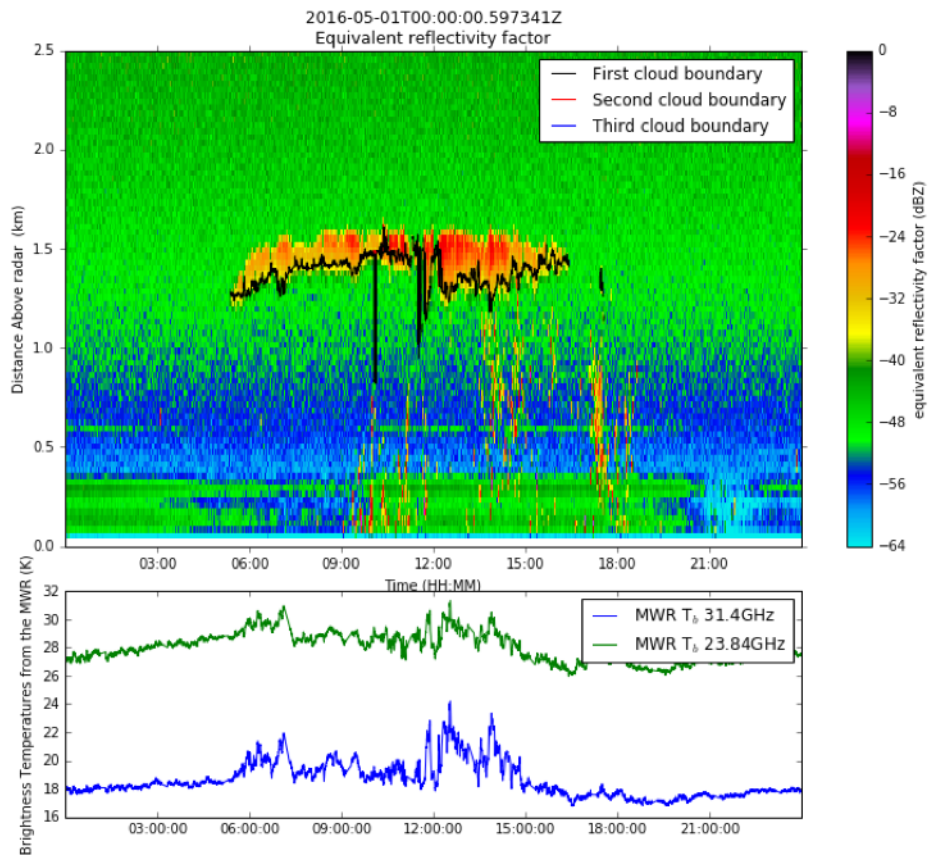 2016-05-01T00:00:00.597341Z
Equivalent reflectivity factor
First cloud boundary
Second cloud boundary
Third cloud boundary
Distance Above radar (km)
2.5
2.0
1.5
1.0
0.5
0.0
03:00 06:00 09:00 12:00 15:00 18:00 21:00
Time (HH:MM)
0
−8
−16
−24
−32
−40
−48
−56
−64
equivalent reflectivity factor (dBZ)
MWR T_b 31.4GHz
MWR T_b 23.84GHz
Brightness Temperatures from the MWR (K)
32
30
28
26
24
22
20
18
16
03:00:00 06:00:00 09:00:00 12:00:00 15:00:00 18:00:00 21:00:00